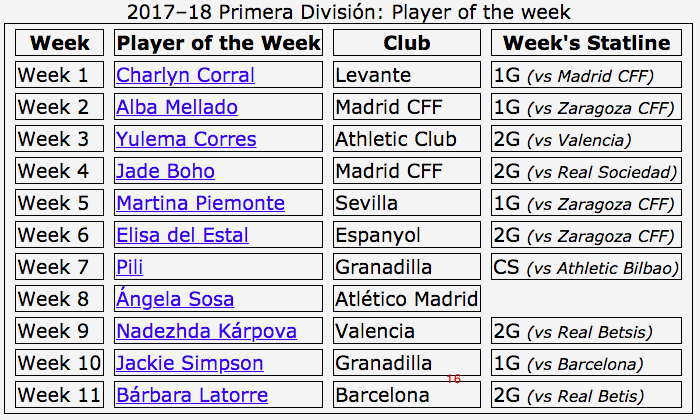 2017–18 Primera División: Player of the week
Week Player of the Week Club Week's Statline
Week 1 Charlyn Corral Levante 1G (vs Madrid CFF)
Week 2 Alba Mellado Madrid CFF 1G (vs Zaragoza CFF)
Week 3 Yulema Corres Athletic Club 2G (vs Valencia)
Week 4 Jade Boho Madrid CFF 2G (vs Real Sociedad)
Week 5 Martina Piemonte Sevilla 1G (vs Zaragoza CFF)
Week 6 Elisa del Estal Espanyol 2G (vs Zaragoza CFF)
Week 7 Pili Granadilla CS (vs Athletic Bilbao)
Week 8 Ángela Sosa Atlético Madrid
Week 9 Nadezhda Kárpova Valencia 2G (vs Real Betsis)
Week 10 Jackie Simpson Granadilla 1G (vs Barcelona)
16
Week 11 Bárbara Latorre Barcelona 2G (vs Real Betis)